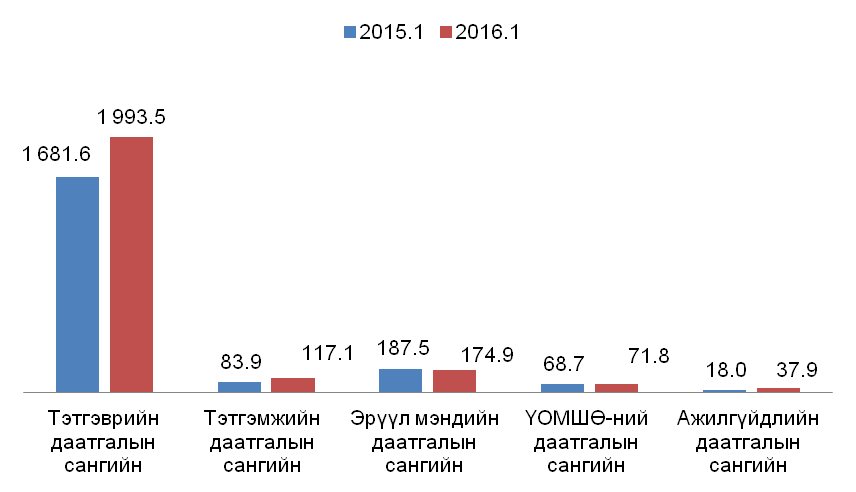 2015.1 2016.1
1 993.5
1 681.6
83.9 117.1 187.5 174.9 68.7 71.8 18.0 37.9
Тэтгэврийн даатгалын сангийн
Тэтгэмжийн даатгалын сангийн
Эрүүл мэндийн даатгалын сангийн
ҮОМШӨ-ний даатгалын сангийн
Ажилгүйдлийн даатгалын сангийн